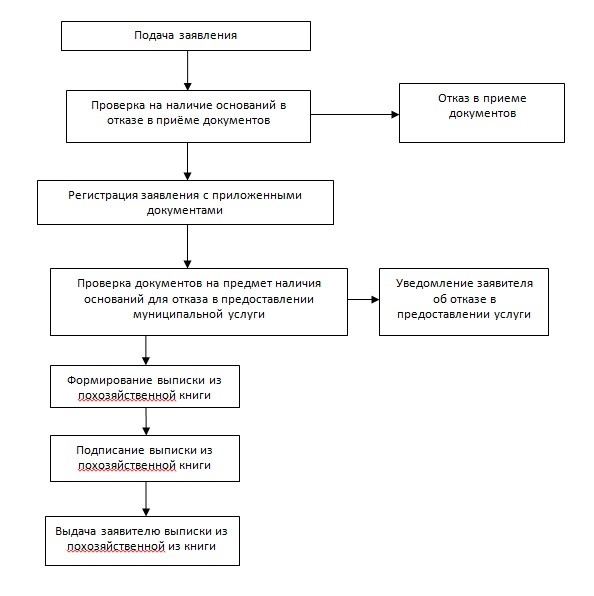 Подача заявления
Проверка на наличие оснований в
отказе в приёме документов
Отказ в приеме
документов
Регистрация заявления с приложенными
документами
Проверка документов на предмет наличия
оснований для отказа в предоставлении
муниципальной услуги
Уведомление заявителя
об отказе в
предоставлении услуги
Формирование выписки из
похозяйственной книги
Подписание выписки из
похозяйственной книги
Выдача заявителю выписки из
похозяйственной из книги